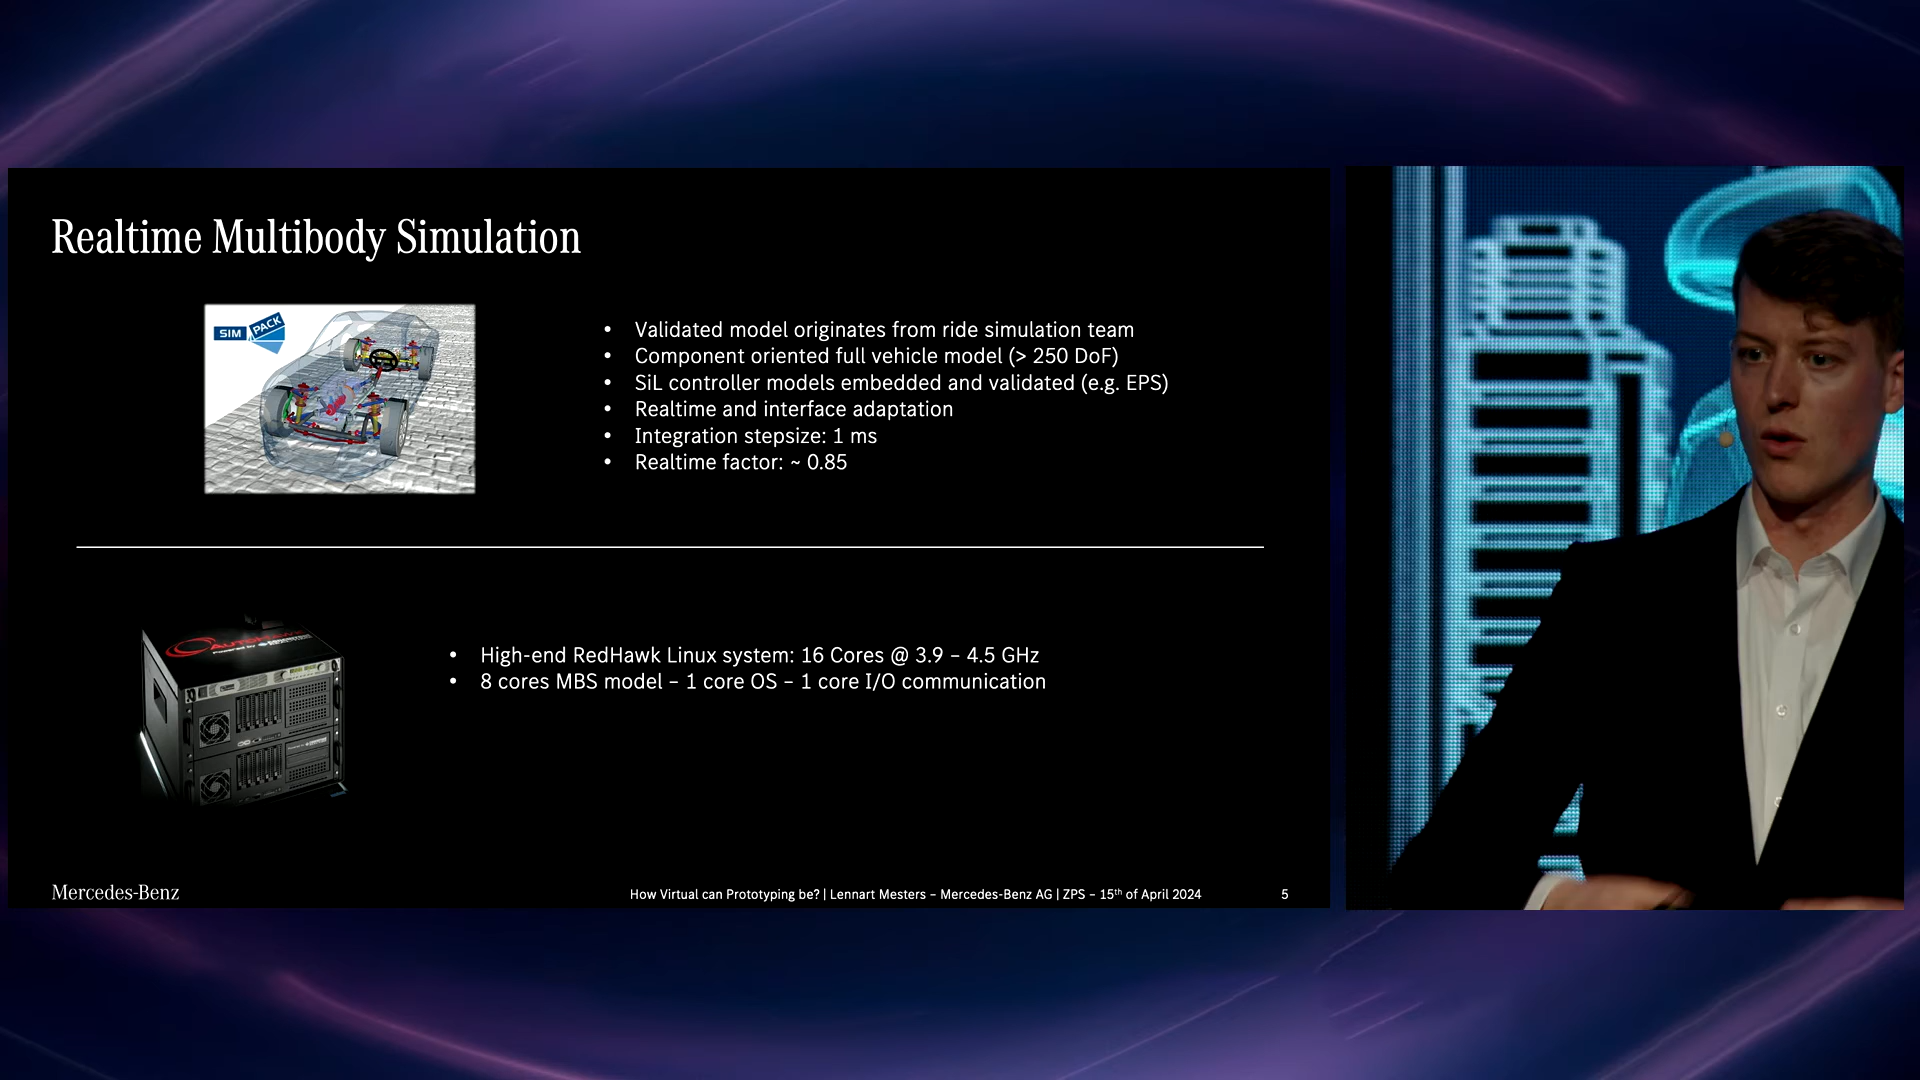 Realtime Multibody Simulation
SIM PACK
• Validated model originates from ride simulation team
• Component oriented full vehicle model (> 250 DoF)
• SiL controller models embedded and validated (e.g. EPS)
• Realtime and interface adaptation
• Integration stepsize: 1 ms
• Realtime factor: ~ 0.85
• High-end RedHawk Linux system: 16 Cores @ 3.9 – 4.5 GHz
• 8 cores MBS model – 1 core OS – 1 core I/O communication
Mercedes-Benz
How Virtual can Prototyping be? | Lennart Mesters – Mercedes-Benz AG | ZPS – 15th of April 2024
5